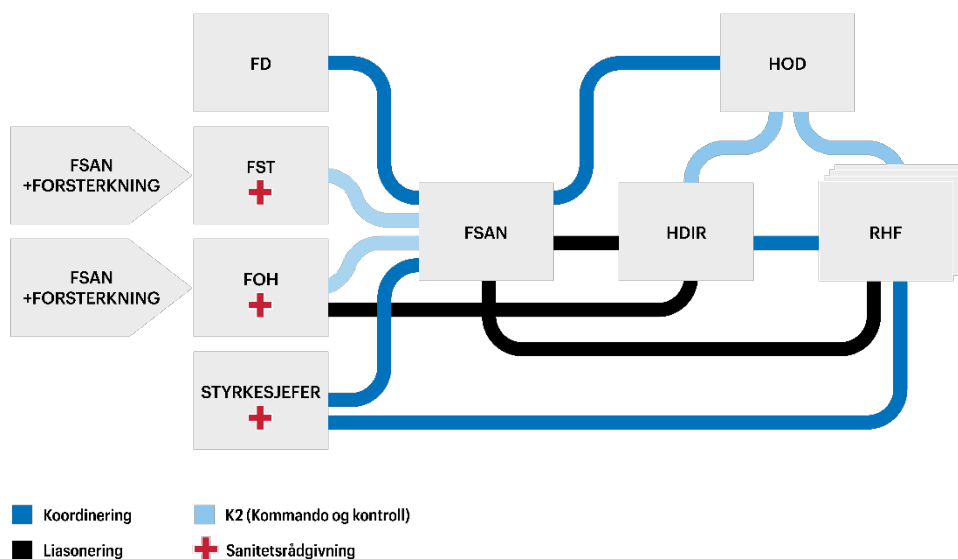 FD
HOD
FSAN
+FORSTERKNING
FST
FSAN
HDIR
RHF
FSAN
+FORSTERKNING
FOH
STYRKESJEFER
Koordinering
K2 (Kommando og kontroll)
Liasonering
Sanitetsrådgivning